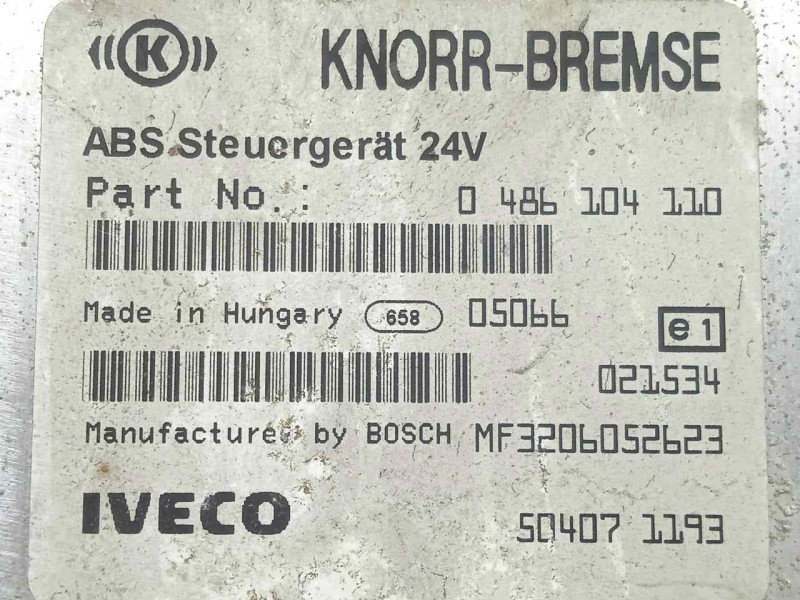 K KNORR-BREMSE
ABS Steuergerät 24V
Part No.: 0 486 104 110
Made in Hungary 658 05066 e1
021534
Manufactured by BOSCH MF3206052623
IVECO 50407 1193